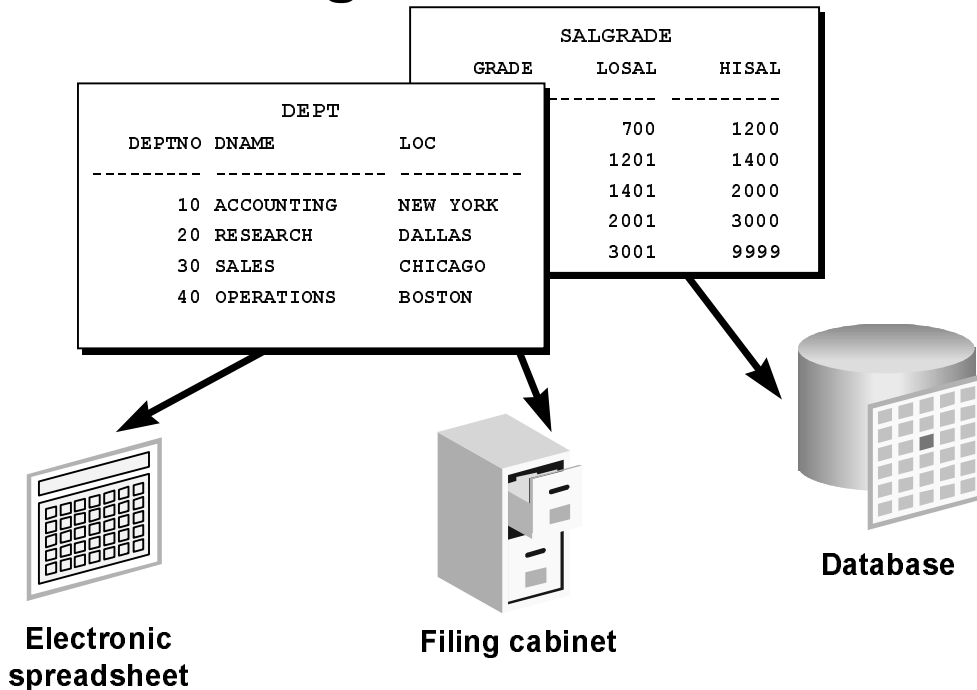 SALGRADE
GRADE LOSAL HISAL
--------- ---------
700 1200
1201 1400
1401 2000
2001 3000
3001 9999
DEPT
DEPTNO DNAME LOC
--------- -------------- ----------
10 ACCOUNTING NEW YORK
20 RESEARCH DALLAS
30 SALES CHICAGO
40 OPERATIONS BOSTON
Electronic
spreadsheet
Filing cabinet
Database